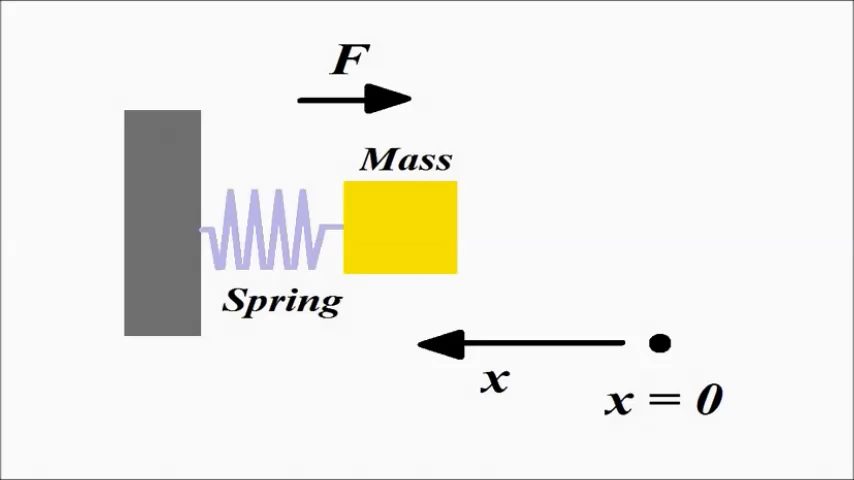 F
Mass
Spring
x
x = 0